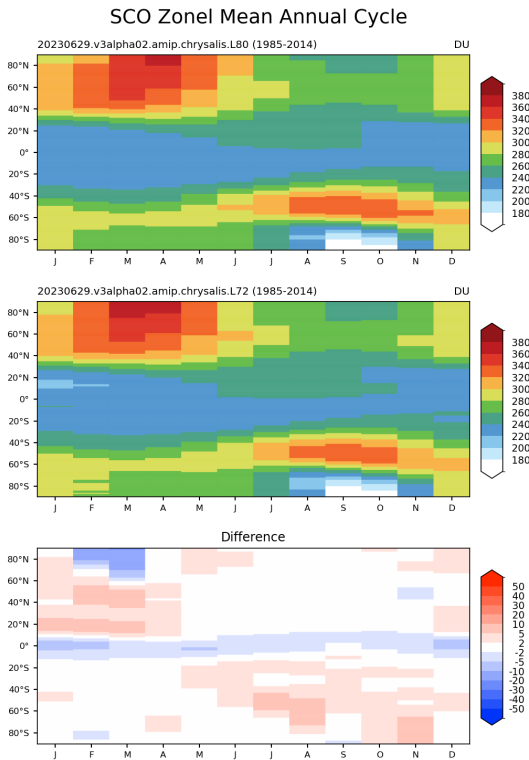 SCO Zonel Mean Annual Cycle
20230629.v3alpha02.amip.chrysalis.L80 (1985-2014) DU
80°N
60°N
40°N
20°N
0°
20°S
40°S
60°S
80°S
J F M A M J J A S O N D
380
360
340
320
300
280
260
240
220
200
180
20230629.v3alpha02.amip.chrysalis.L72 (1985-2014) DU
80°N
60°N
40°N
20°N
0°
20°S
40°S
60°S
80°S
J F M A M J J A S O N D
380
360
340
320
300
280
260
240
220
200
180
Difference
80°N
60°N
40°N
20°N
0°
20°S
40°S
60°S
80°S
J F M A M J J A S O N D
50
40
30
20
10
5
2
-2
-5
-10
-20
-30
-40
-50